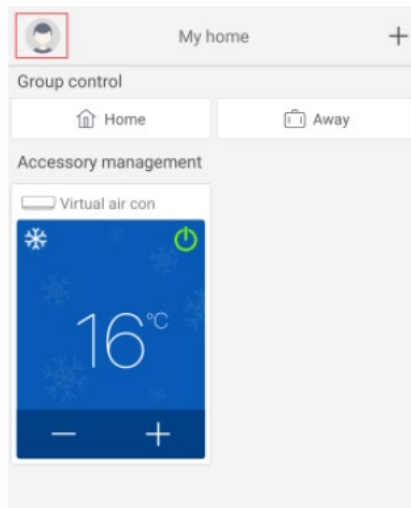 My home
Group control
Home
Away
Accessory management
Virtual air con
16°C